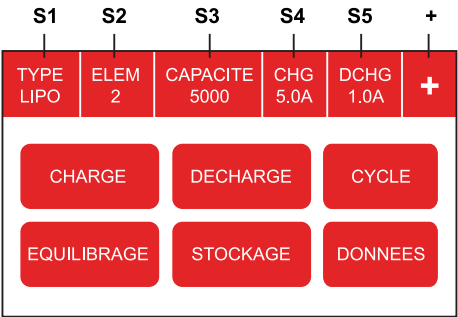 S1 S2 S3 S4 S5 +
TYPE ELEM CAPACITE CHG DCHG +
LIPO 2 5000 5.0A 1.0A
CHARGE DECHARGE CYCLE
EQUILIBRAGE STOCKAGE DONNEES